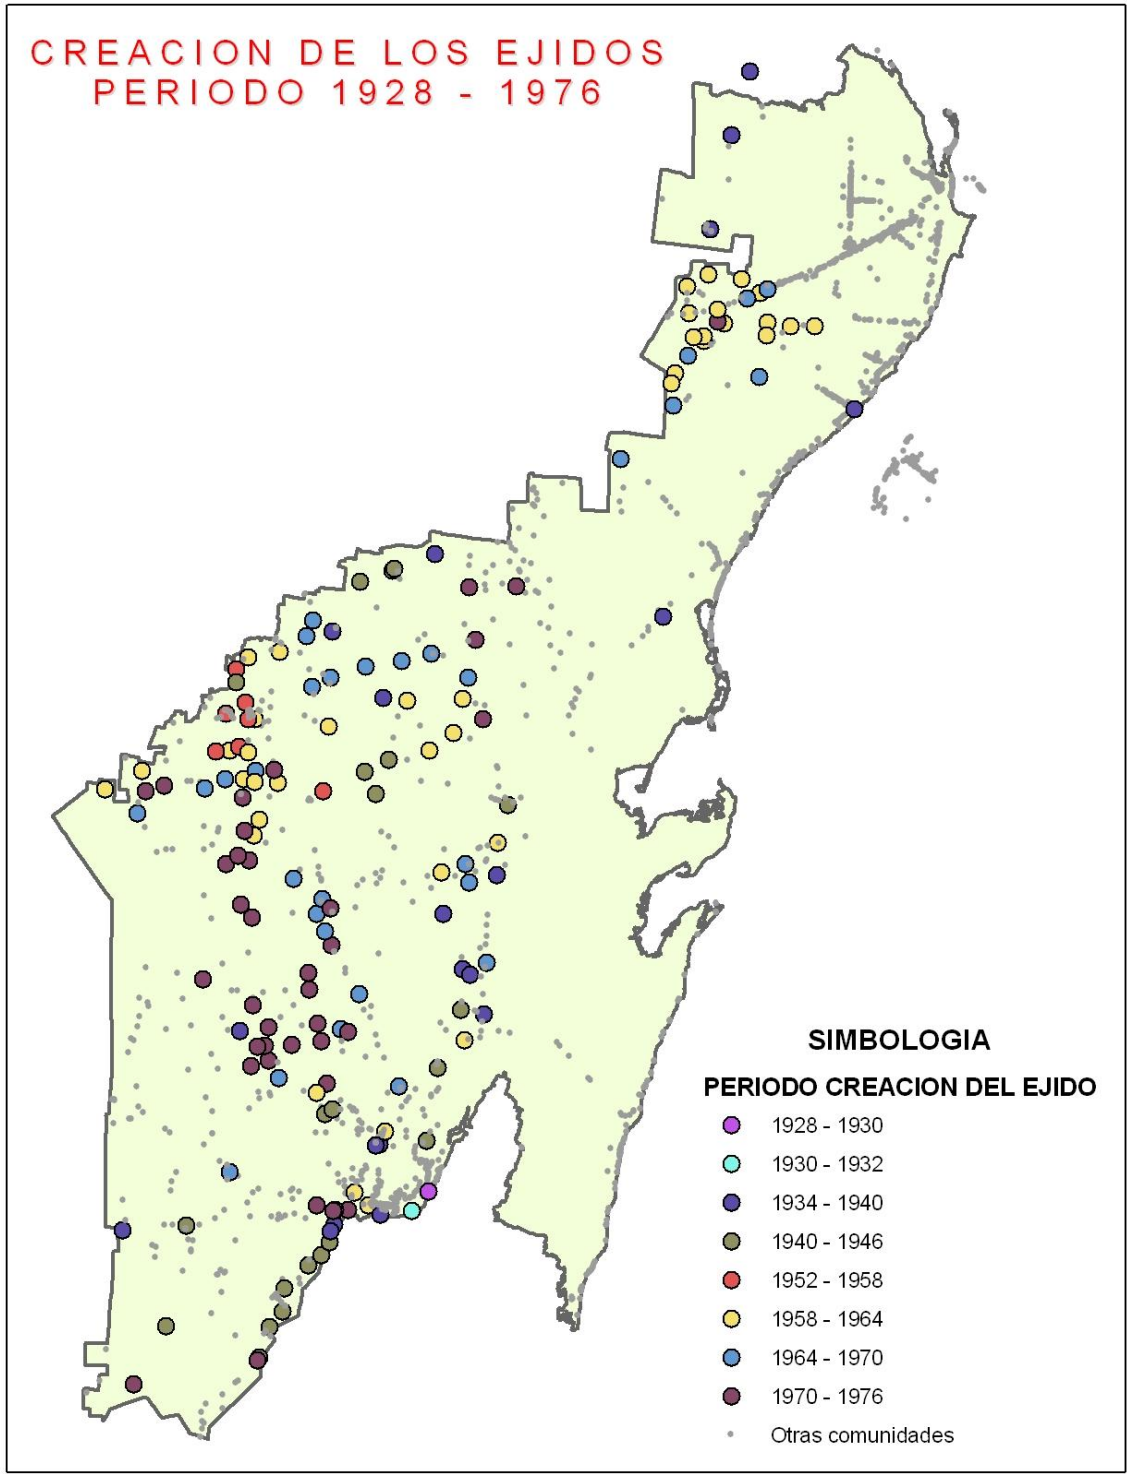 CREACION DE LOS EJIDOS
PERIODO 1928 - 1976
SIMBOLOGIA
PERIODO CREACION DEL EJIDO
1928 - 1930
1930 - 1932
1934 - 1940
1940 - 1946
1952 - 1958
1958 - 1964
1964 - 1970
1970 - 1976
Otras comunidades